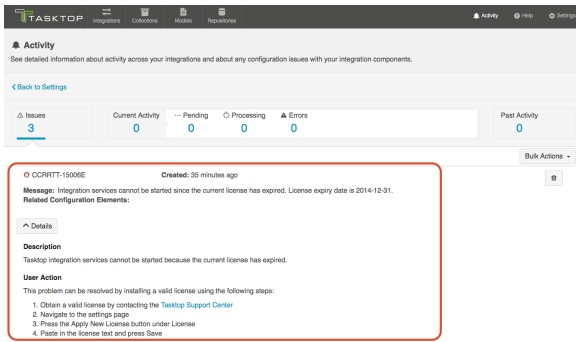 TASKTOP
Integrations
Collections
Models
Repositories
Activity
Help
Settings
Activity
See detailed information about activity across your integrations and about any configuration issues with your integration components.
Back to Settings
Issues
3
Current Activity
0
Pending
0
Processing
0
Errors
0
Past Activity
0
Bulk Actions
CCRRTT-15006E Created: 35 minutes ago
Message: Integration services cannot be started since the current license has expired. License expiry date is 2014-12-31.
Related Configuration Elements:
Details
Description
Tasktop integration services cannot be started because the current license has expired.
User Action
This problem can be resolved by installing a valid license using the following steps:
1. Obtain a valid license by contacting the Tasktop Support Center
2. Navigate to the settings page
3. Press the Apply New License button under License
4. Paste in the license text and press Save